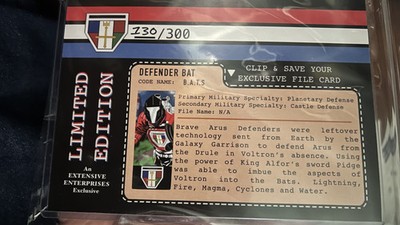 130/300
CLIP & SAVE YOUR
EXCLUSIVE FILE CARD
DEFENDER BAT
CODE NAME: B.A.T.S
Primary Military Specialty: Planetary Defense
Secondary Military Specialty: Castle Defense
File Name: N/A
Brave Arus Defenders were leftover
technology sent from Earth by the
Galaxy Garrison to defend Arus from
the Drule in Voltron's absence. Using
the power of King Alfor's sword Pidge
was able to imbue the aspects of
Voltron into the Bats. Lightning,
Fire, Magma, Cyclones and Water.
LIMITED
EDITION
An
EXTENSIVE
ENTERPRISES
Exclusive